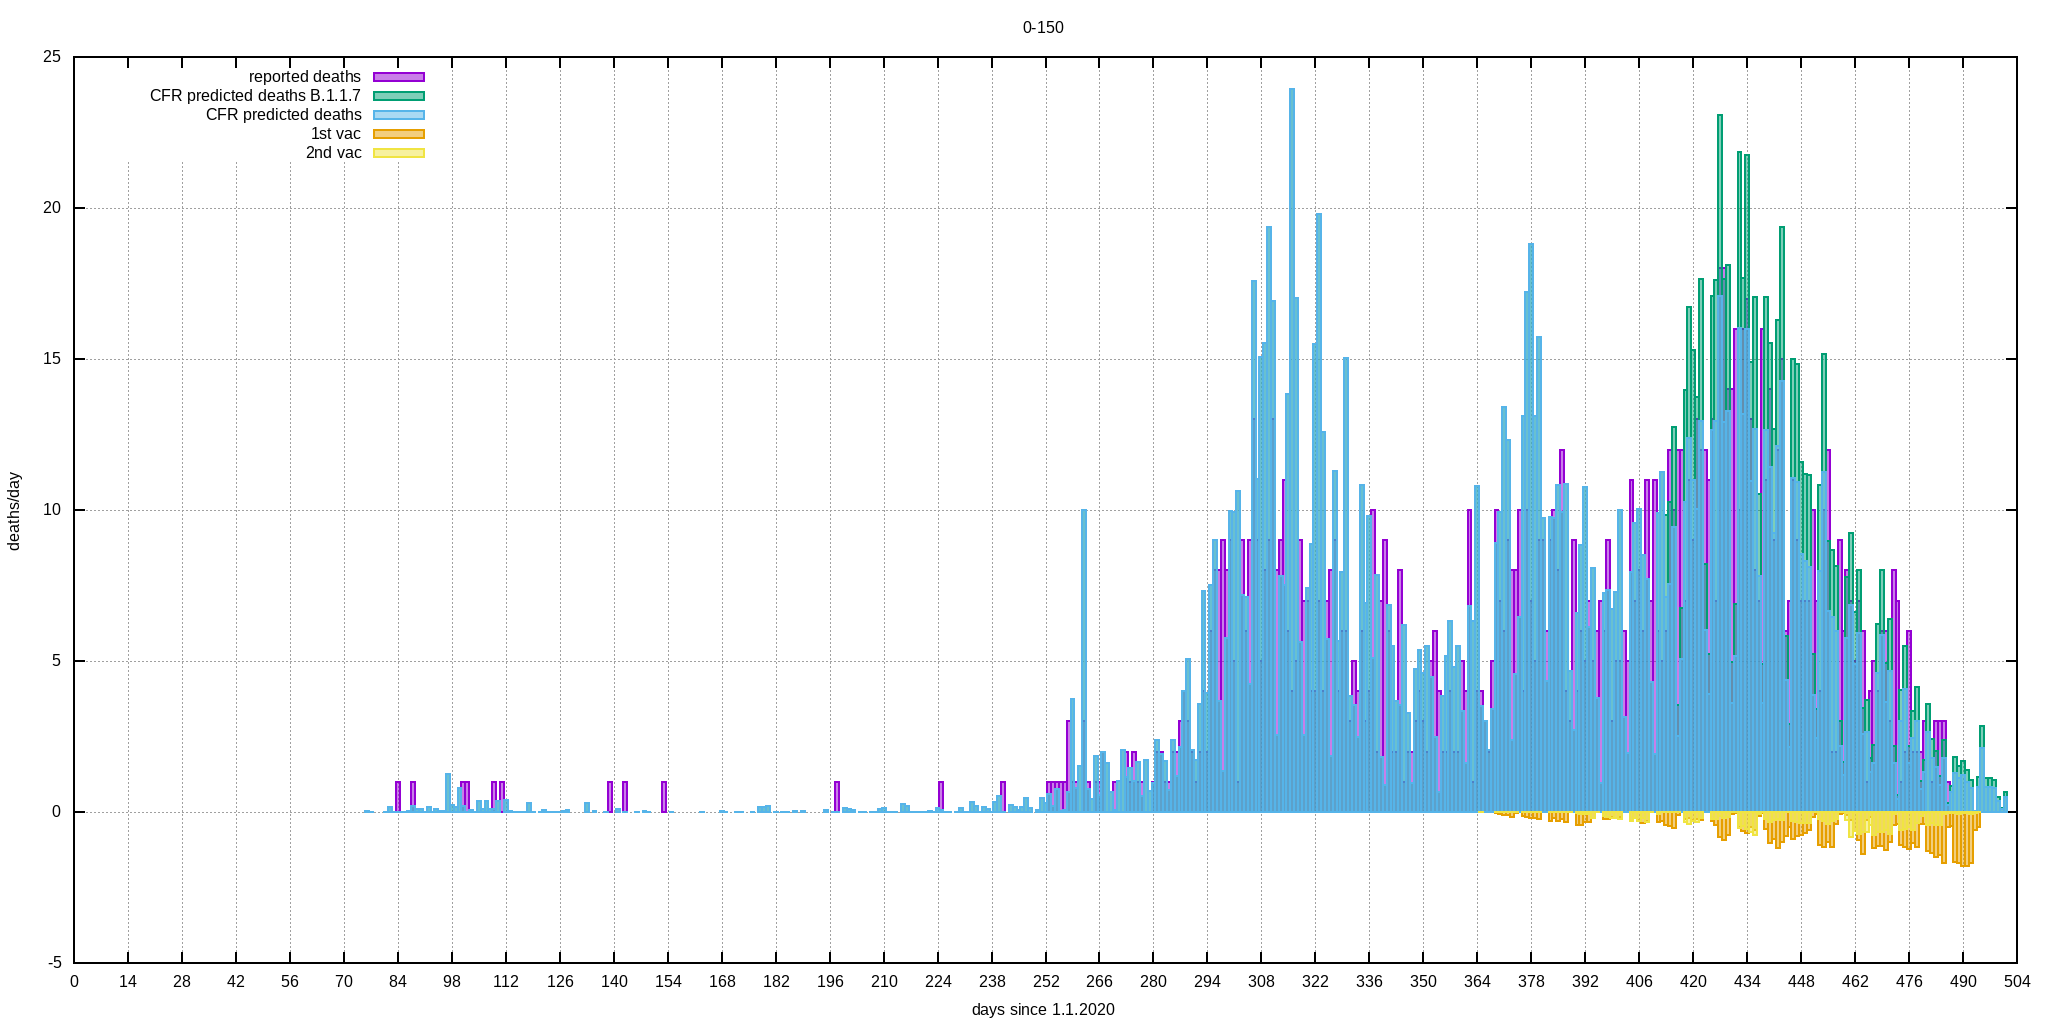 0-150
25
reported deaths
CFR predicted deaths B.1.1.7
CFR predicted deaths
1st vac
2nd vac
20
15
10
5
0
-5
deaths/day
0 14 28 42 56 70 84 98 112 126 140 154 168 182 196 210 224 238 252 266 280 294 308 322 336 350 364 378 392 406 420 434 448 462 476 490 504
days since 1.1.2020